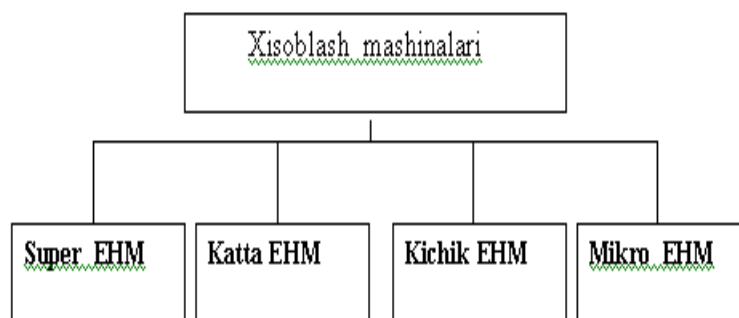 Xisoblash mashinalari
Super EHM
Katta EHM
Kichik EHM
Mikro EHM